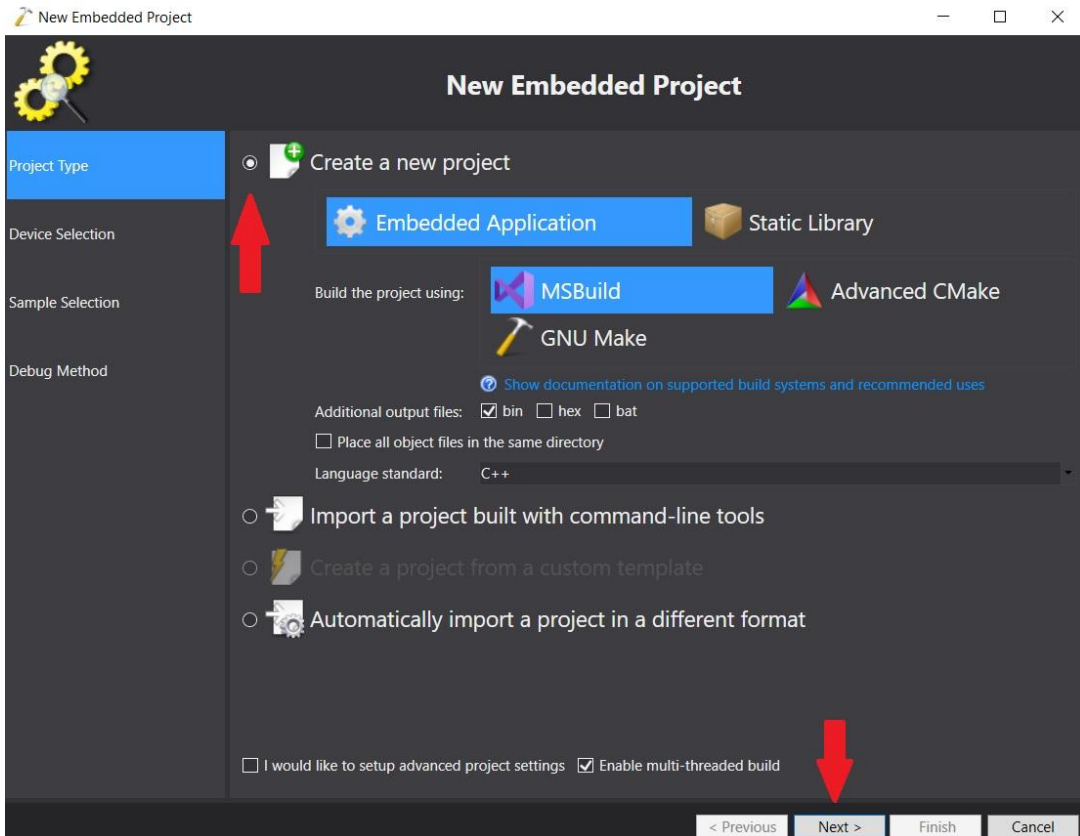 New Embedded Project
New Embedded Project
Project Type
Device Selection
Sample Selection
Debug Method
Create a new project
Embedded Application
Static Library
Build the project using:
MSBuild
Advanced CMake
GNU Make
Show documentation on supported build systems and recommended uses
Additional output files: bin hex bat
Place all object files in the same directory
Language standard: C++
Import a project built with command-line tools
Create a project from a custom template
Automatically import a project in a different format
I would like to setup advanced project settings Enable multi-threaded build
< Previous Next > Finish Cancel